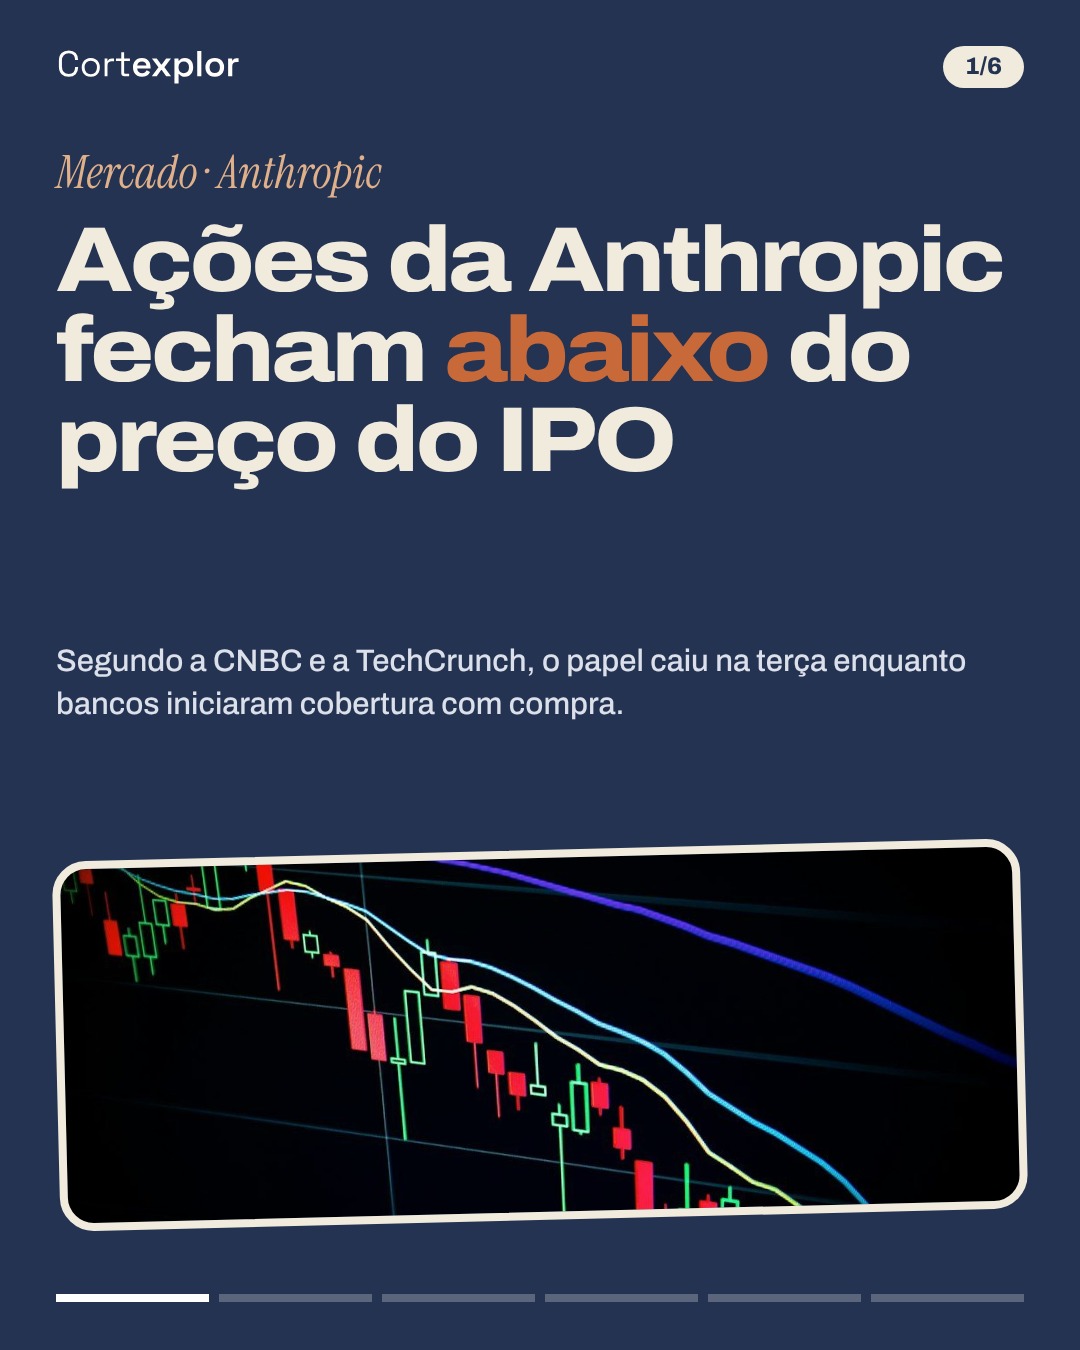 Cortexplor
1/6
Mercado · Anthropic
Ações da Anthropic
fecham abaixo do
preço do IPO
Segundo a CNBC e a TechCrunch, o papel caiu na terça enquanto
bancos iniciaram cobertura com compra.